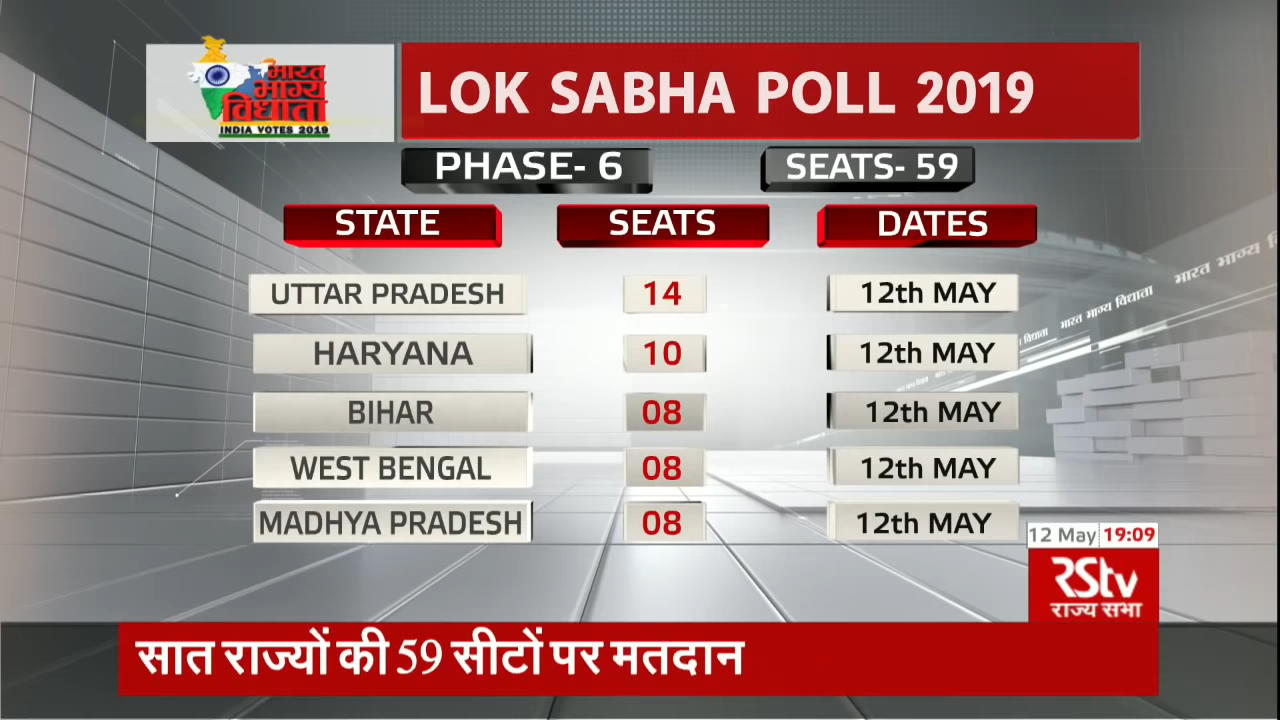 भारत
भाग्य
विधाता
INDIA VOTES 2019
LOK SABHA POLL 2019
PHASE- 6
SEATS- 59
STATE SEATS DATES
UTTAR PRADESH 14 12th MAY
HARYANA 10 12th MAY
BIHAR 08 12th MAY
WEST BENGAL 08 12th MAY
MADHYA PRADESH 08 12th MAY
भारत भाग्य विधाता
भारत भाग्य
12 May 19:09
RStv
राज्य सभा
सात राज्यों की 59 सीटों पर मतदान